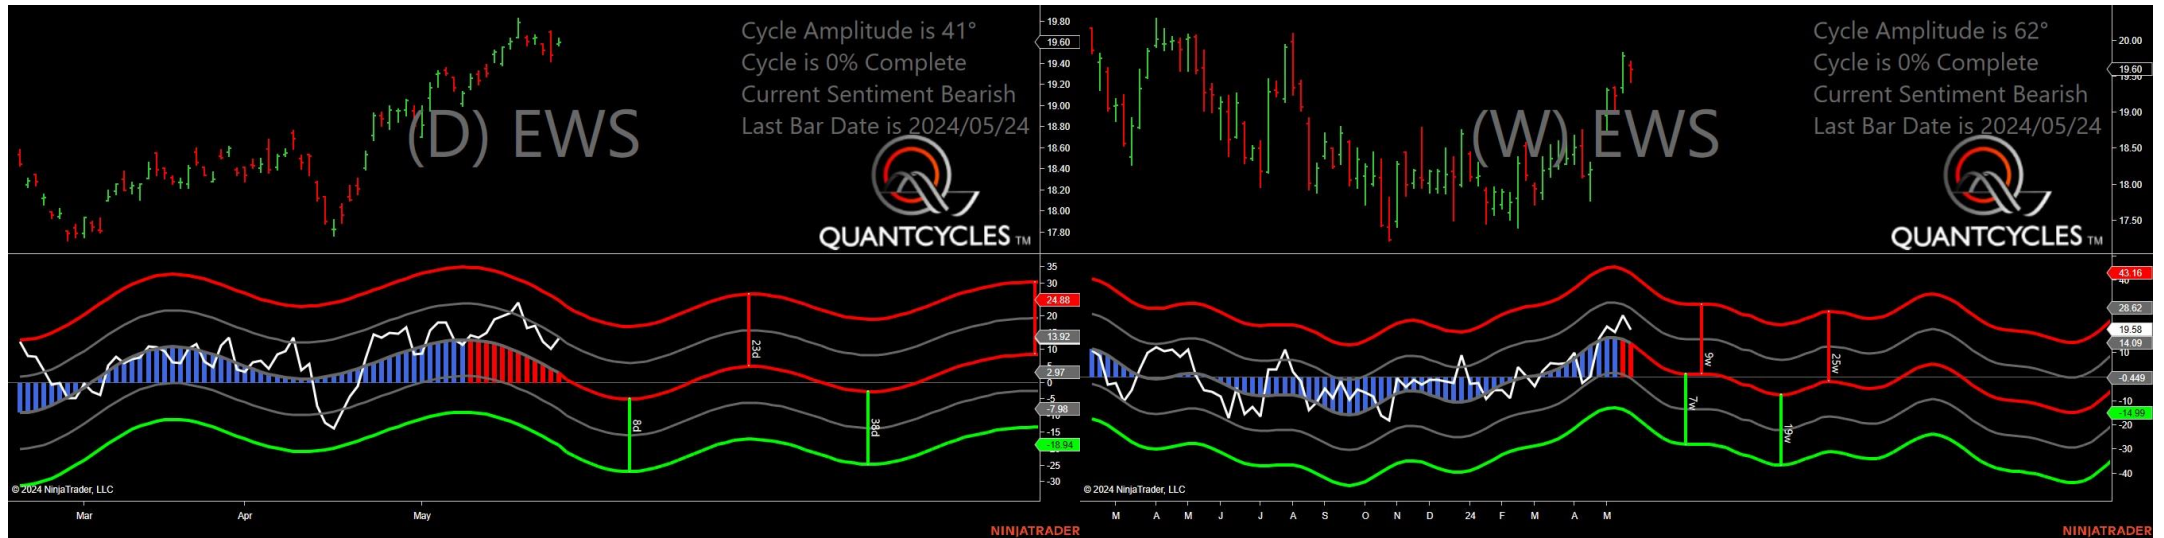 Cycle Amplitude is 41°
Cycle is 0% Complete
Current Sentiment Bearish
Last Bar Date is 2024/05/24
(D) EWS
QUANTCYCLES TM
19.80
19.60
19.40
19.20
19.00
18.80
18.60
18.40
18.20
18.00
17.80
35
30
24.88
20
13.92
10
2.97
0
-5
-7.98
-15
-18.94
-25
-30
23d
8d
38d
© 2024 NinjaTrader, LLC
Mar Apr May
NINJATRADER
Cycle Amplitude is 62°
Cycle is 0% Complete
Current Sentiment Bearish
Last Bar Date is 2024/05/24
(W) EWS
QUANTCYCLES TM
20.00
19.60
19.50
19.00
18.50
18.00
17.50
43.16
40
28.62
19.58
14.09
10
-0.449
-10
-14.99
-20
-30
-40
9w
25w
7w
19w
© 2024 NinjaTrader, LLC
M A M J J A S O N D 24 F M A M
NINJATRADER